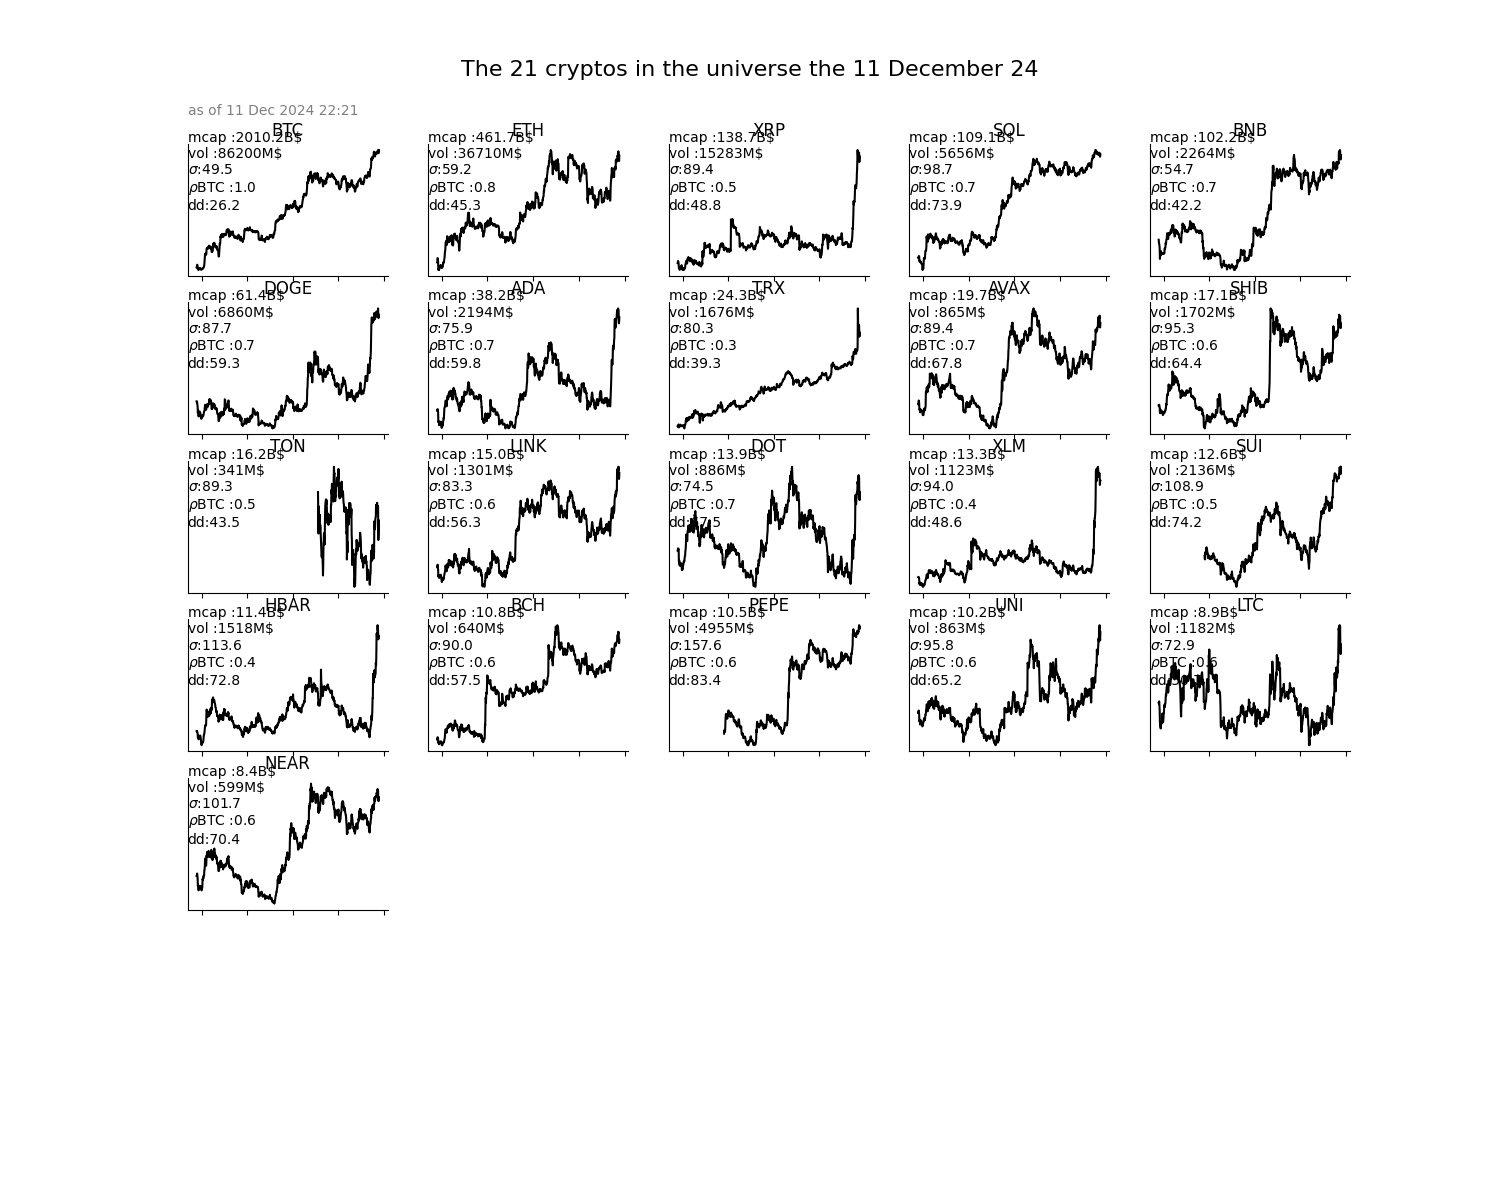 The 21 cryptos in the universe the 11 December 24
as of 11 Dec 2024 22:21
BTC
mcap :2010.2B$
vol :86200M$
σ:49.5
ρBTC :1.0
dd:26.2
ETH
mcap :461.7B$
vol :36710M$
σ:59.2
ρBTC :0.8
dd:45.3
XRP
mcap :138.7B$
vol :15283M$
σ:89.4
ρBTC :0.5
dd:48.8
SOL
mcap :109.1B$
vol :5656M$
σ:98.7
ρBTC :0.7
dd:73.9
BNB
mcap :102.2B$
vol :2264M$
σ:54.7
ρBTC :0.7
dd:42.2
DOGE
mcap :61.4B$
vol :6860M$
σ:87.7
ρBTC :0.7
dd:59.3
ADA
mcap :38.2B$
vol :2194M$
σ:75.9
ρBTC :0.7
dd:59.8
TRX
mcap :24.3B$
vol :1676M$
σ:80.3
ρBTC :0.3
dd:39.3
AVAX
mcap :19.7B$
vol :865M$
σ:89.4
ρBTC :0.7
dd:67.8
SHIB
mcap :17.1B$
vol :1702M$
σ:95.3
ρBTC :0.6
dd:64.4
TON
mcap :16.2B$
vol :341M$
σ:89.3
ρBTC :0.5
dd:43.5
LINK
mcap :15.0B$
vol :1301M$
σ:83.3
ρBTC :0.6
dd:56.3
DOT
mcap :13.9B$
vol :886M$
σ:74.5
ρBTC :0.7
XLM
mcap :13.3B$
vol :1123M$
σ:94.0
ρBTC :0.4
dd:48.6
SUI
mcap :12.6B$
vol :2136M$
σ:108.9
ρBTC :0.5
dd:74.2
HBAR
mcap :11.4B$
vol :1518M$
σ:113.6
ρBTC :0.4
dd:72.8
BCH
mcap :10.8B$
vol :640M$
σ:90.0
ρBTC :0.6
dd:57.5
PEPE
mcap :10.5B$
vol :4955M$
σ:157.6
ρBTC :0.6
dd:83.4
UNI
mcap :10.2B$
vol :863M$
σ:95.8
ρBTC :0.6
dd:65.2
LTC
mcap :8.9B$
vol :1182M$
σ:72.9
ρBTC :0.6
NEAR
mcap :8.4B$
vol :599M$
σ:101.7
ρBTC :0.6
dd:70.4